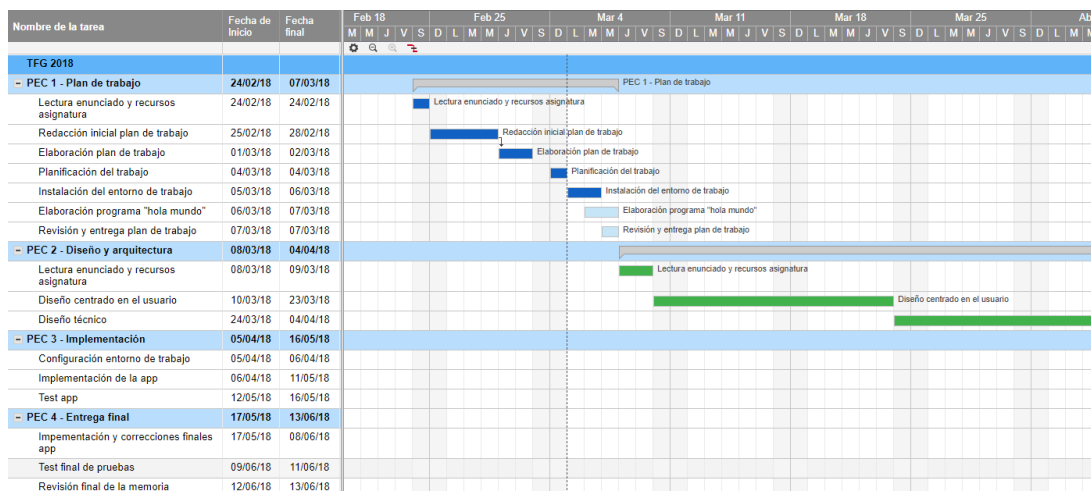 Nombre de la tarea Fecha de Inicio Fecha final Feb 18 Feb 25 Mar 4 Mar 11 Mar 18 Mar 25
M M J V S D L M M J V S D L M M J V S D L M M J V S D L M M J V S D L M M J V S D L M
TFG 2018
PEC 1 - Plan de trabajo 24/02/18 07/03/18 PEC 1 - Plan de trabajo
Lectura enunciado y recursos asignatura 24/02/18 24/02/18 Lectura enunciado y recursos asignatura
Redacción inicial plan de trabajo 25/02/18 28/02/18 Redacción inicial plan de trabajo
Elaboración plan de trabajo 01/03/18 02/03/18 Elaboración plan de trabajo
Planificación del trabajo 04/03/18 04/03/18 Planificación del trabajo
Instalación del entorno de trabajo 05/03/18 06/03/18 Instalación del entorno de trabajo
Elaboración programa "hola mundo" 06/03/18 07/03/18 Elaboración programa "hola mundo"
Revisión y entrega plan de trabajo 07/03/18 07/03/18 Revisión y entrega plan de trabajo
PEC 2 - Diseño y arquitectura 08/03/18 04/04/18
Lectura enunciado y recursos asignatura 08/03/18 09/03/18 Lectura enunciado y recursos asignatura
Diseño centrado en el usuario 10/03/18 23/03/18 Diseño centrado en el usuario
Diseño técnico 24/03/18 04/04/18
PEC 3 - Implementación 05/04/18 16/05/18
Configuración entorno de trabajo 05/04/18 06/04/18
Implementación de la app 06/04/18 11/05/18
Test app 12/05/18 16/05/18
PEC 4 - Entrega final 17/05/18 13/06/18
Impementación y correcciones finales app 17/05/18 08/06/18
Test final de pruebas 09/06/18 11/06/18
Revisión final de la memoria 12/06/18 13/06/18